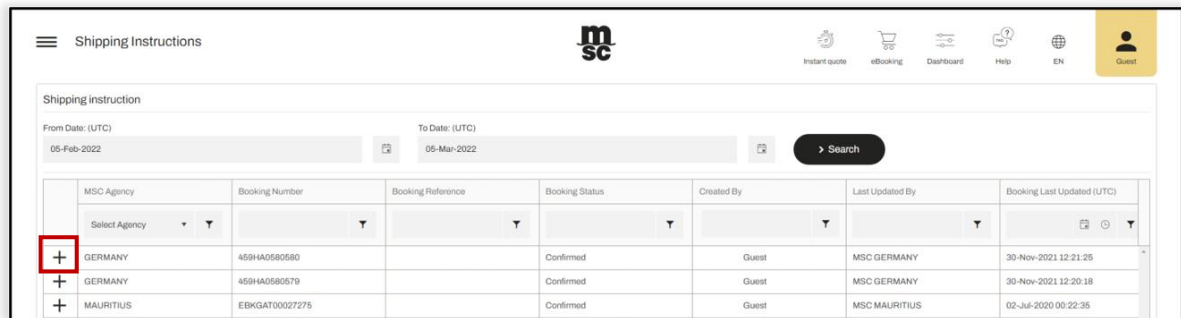 Shipping Instructions
msc
Instant quote
eBooking
Dashboard
FAQ ?
Help
EN
Guest
Shipping instruction
From Date: (UTC)
To Date: (UTC)
05-Feb-2022
05-Mar-2022
> Search
MSC Agency Booking Number Booking Reference Booking Status Created By Last Updated By Booking Last Updated (UTC)
Select Agency
+ GERMANY 459HA0580580 Confirmed Guest MSC GERMANY 30-Nov-2021 12:21:25
+ GERMANY 459HA0580579 Confirmed Guest MSC GERMANY 30-Nov-2021 12:20:18
+ MAURITIUS EBKGAT00027275 Confirmed Guest MSC MAURITIUS 02-Jul-2020 00:22:35